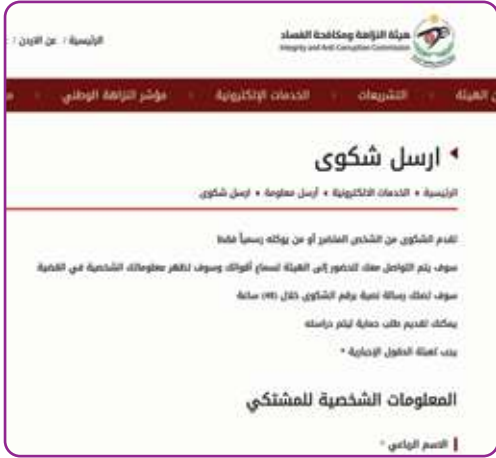 هيئة النزاهة ومكافحة الفساد
Integrity and Anti Corruption Commission
الرئيسية / عن الاردن /
ن الهيئة
التشريعات
الخدمات الإلكترونية
مؤشر النزاهة الوطني
ارسل شكوى
الرئيسية • الخدمات الالكترونية • أرسل معلومة • ارسل شكوى
تقدم الشكوى من الشخص المتضرر أو من يوكله رسمياً فقط
سوف يتم التواصل معك للحضور إلى الهيئة لسماع أقوالك وسوف تظهر معلوماتك الشخصية في القضية
سوف تصلك رسالة نصية برقم الشكوى خلال (48) ساعة
يمكنك تقديم طلب حماية ليتم دراسته
يجب تعبئة الحقول الإجبارية *
المعلومات الشخصية للمشتكي
الاسم الرباعي *